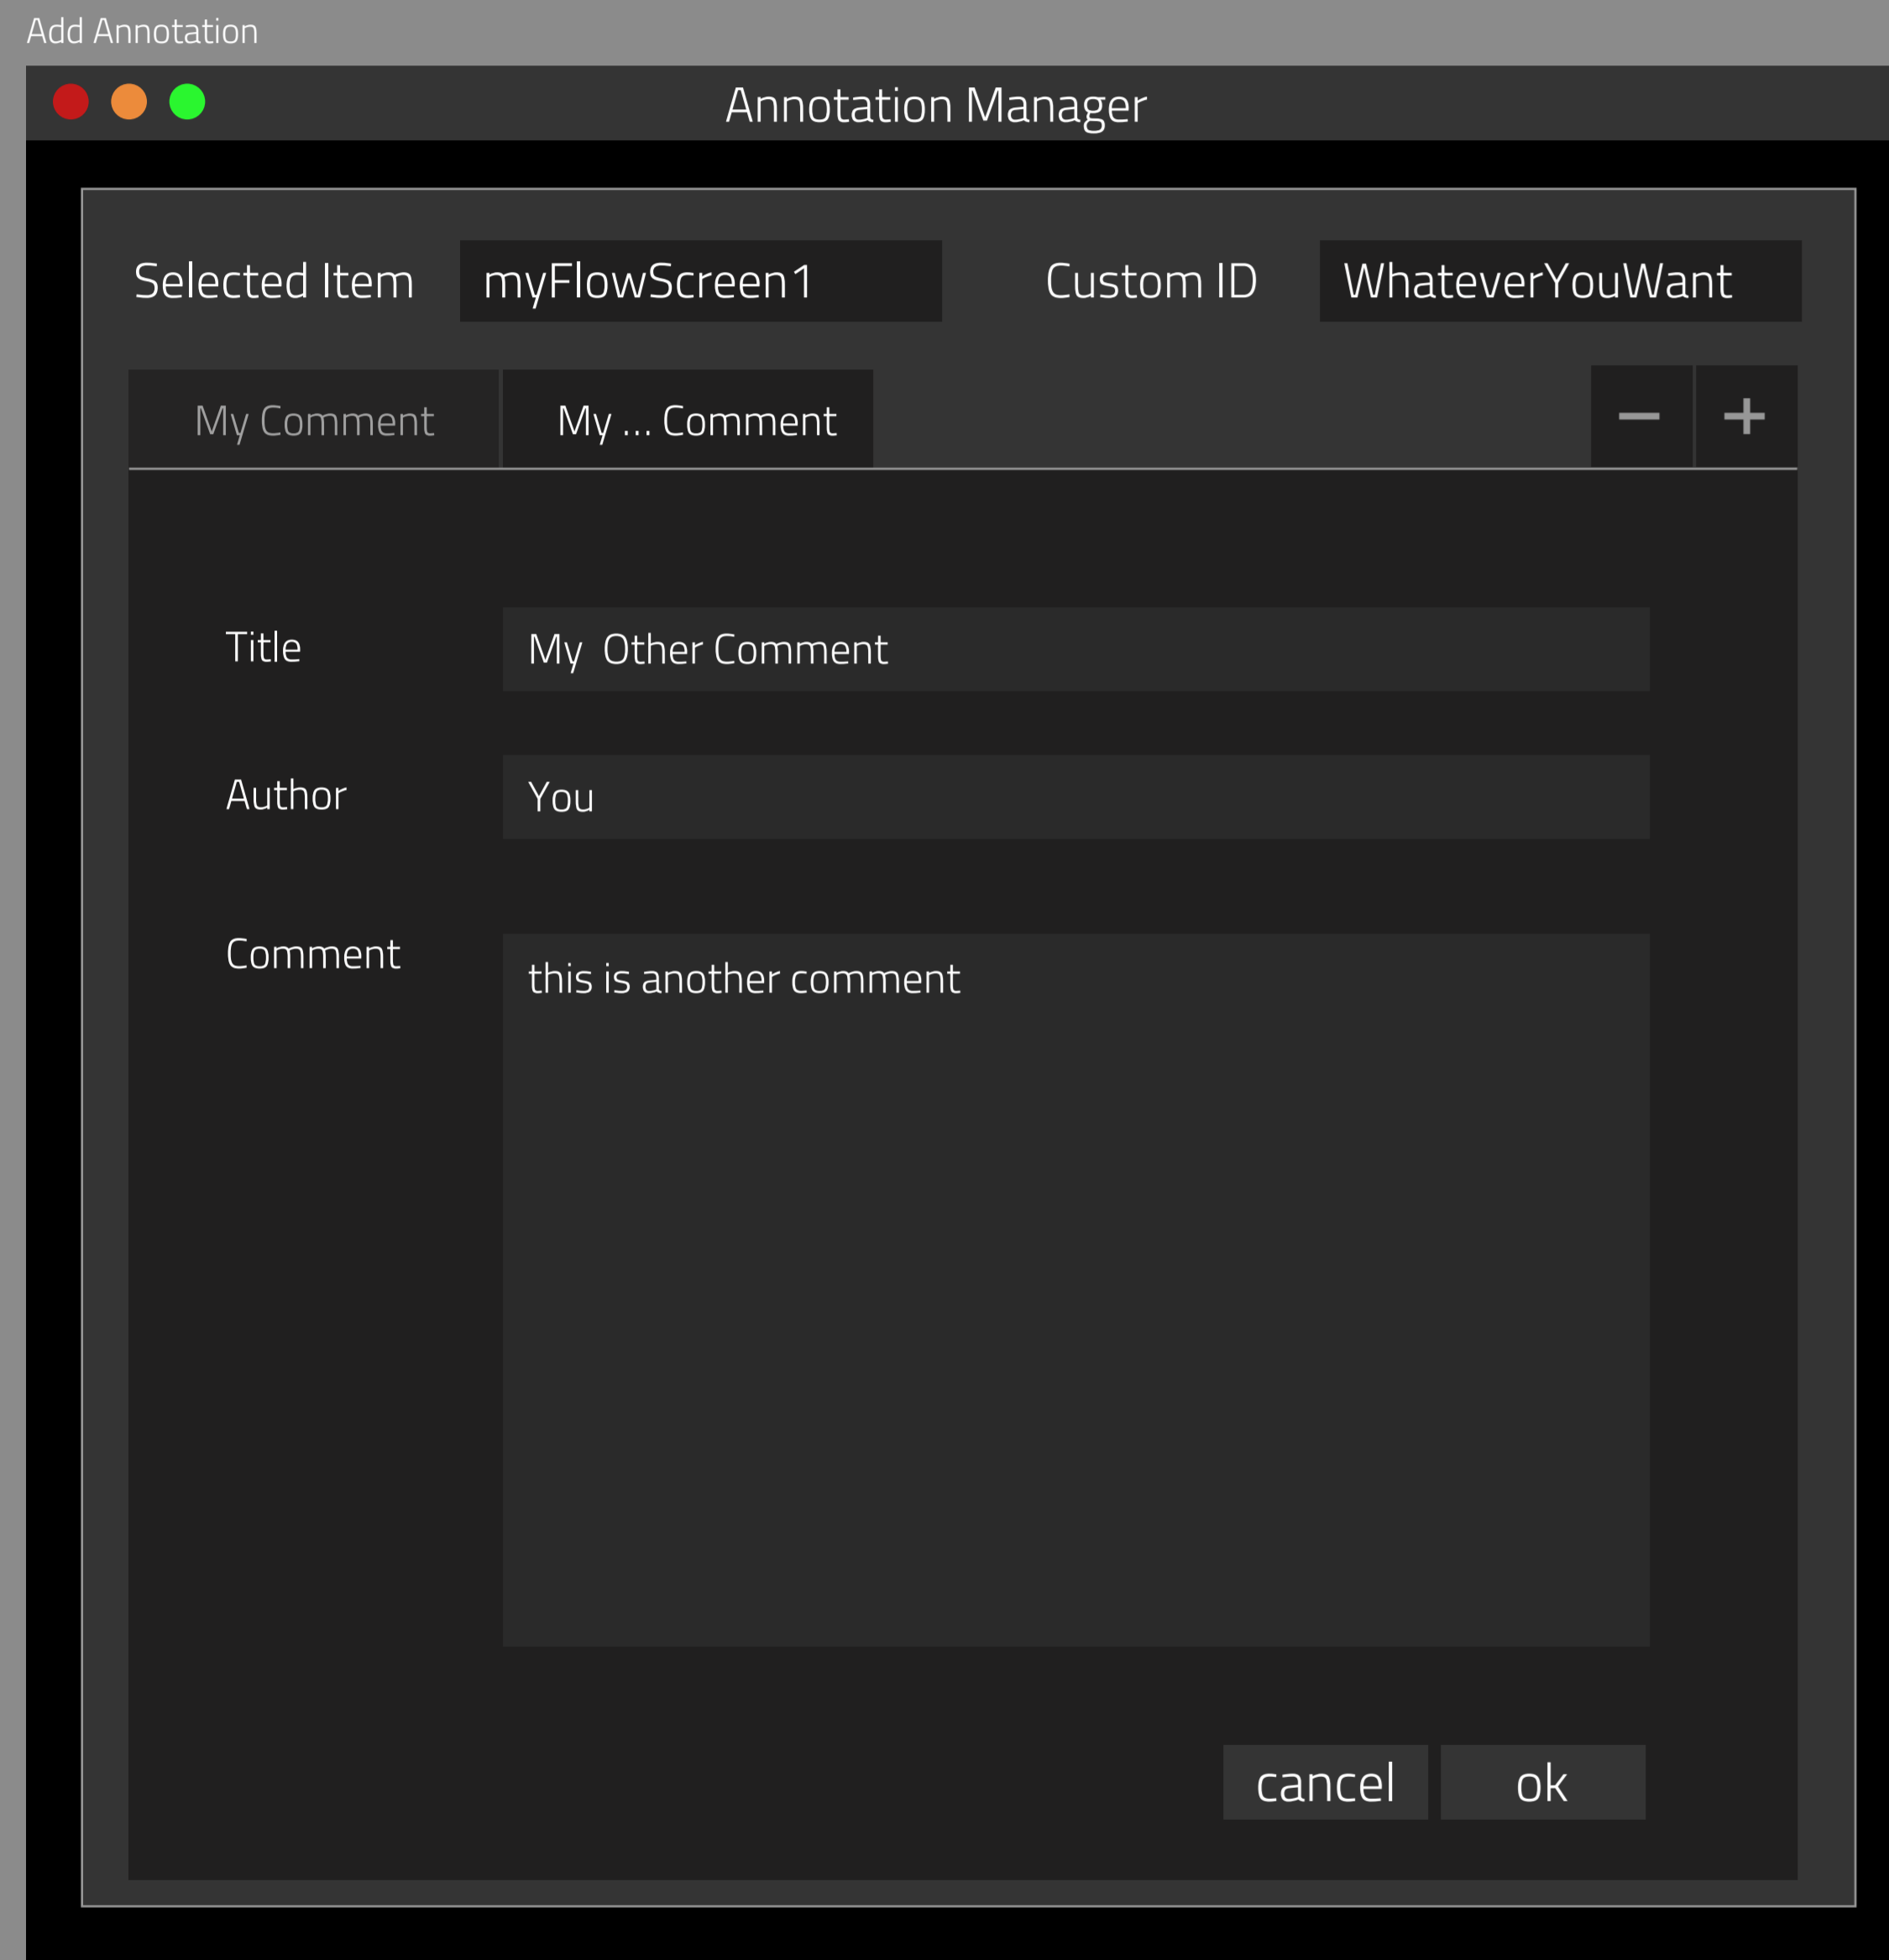 Add Annotation
Annotation Manager
Selected Item myFlowScreen1 Custom ID WhateverYouWant
My Comment My ... Comment − +
Title My Other Comment
Author You
Comment this is another comment
cancel ok